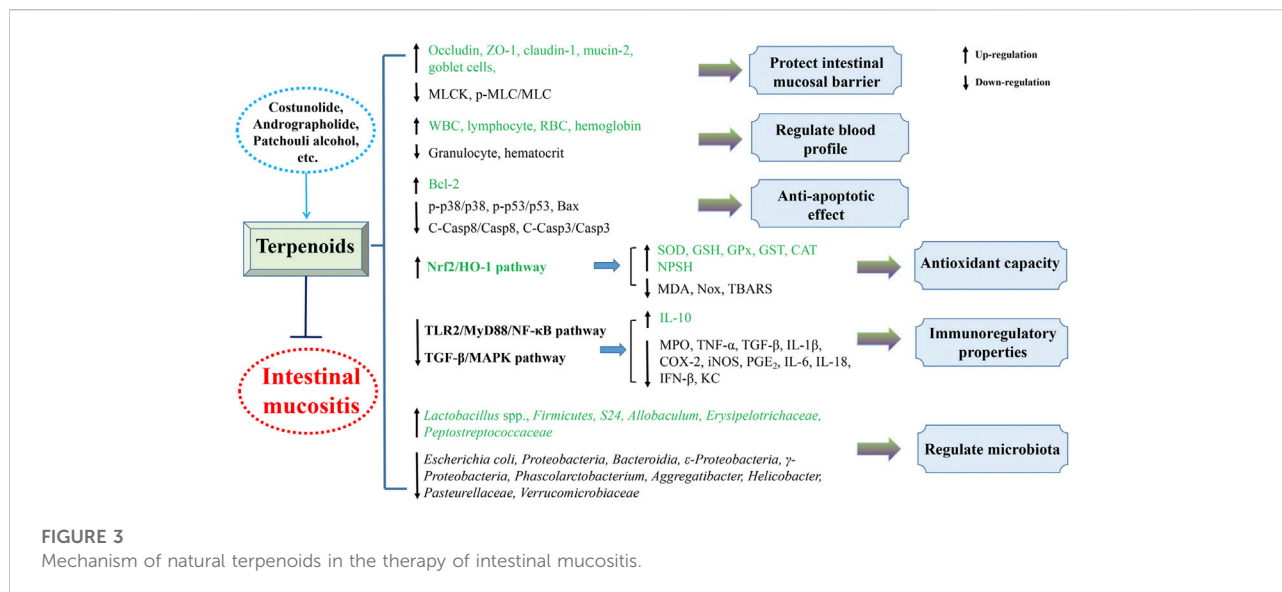 Costunolide,
Andrographolide,
Patchouli alcohol,
etc.
Terpenoids
Intestinal
mucositis
Occludin, ZO-1, claudin-1, mucin-2,
goblet cells,
MLCK, p-MLC/MLC
Protect intestinal
mucosal barrier
Up-regulation
Down-regulation
WBC, lymphocyte, RBC, hemoglobin
Granulocyte, hematocrit
Regulate blood
profile
Bcl-2
p-p38/p38, p-p53/p53, Bax
C-Casp8/Casp8, C-Casp3/Casp3
Anti-apoptotic
effect
Nrf2/HO-1 pathway
SOD, GSH, GPx, GST, CAT
NPSH
MDA, Nox, TBARS
Antioxidant capacity
TLR2/MyD88/NF-κB pathway
TGF-β/MAPK pathway
IL-10
MPO, TNF-α, TGF-β, IL-1β,
COX-2, iNOS, PGE₂, IL-6, IL-18,
IFN-β, KC
Immunoregulatory
properties
Lactobacillus spp., Firmicutes, S24, Allobaculum, Erysipelotrichaceae,
Peptostreptococcaceae
Escherichia coli, Proteobacteria, Bacteroidia, ε-Proteobacteria, γ-
Proteobacteria, Phascolarctobacterium, Aggregatibacter, Helicobacter,
Pasteurellaceae, Verrucomicrobiaceae
Regulate microbiota
FIGURE 3
Mechanism of natural terpenoids in the therapy of intestinal mucositis.